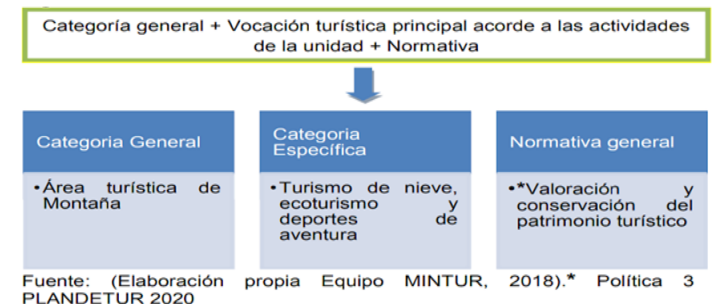 Categoría general + Vocación turística principal acorde a las actividades
de la unidad + Normativa
Categoria General
Categoria
Específica
Normativa general
•Área turística de
Montaña
•Turismo de nieve,
ecoturismo y
deportes de
aventura
•*Valoración y
conservación del
patrimonio turístico
Fuente: (Elaboración propia Equipo MINTUR, 2018).* Política 3
PLANDETUR 2020